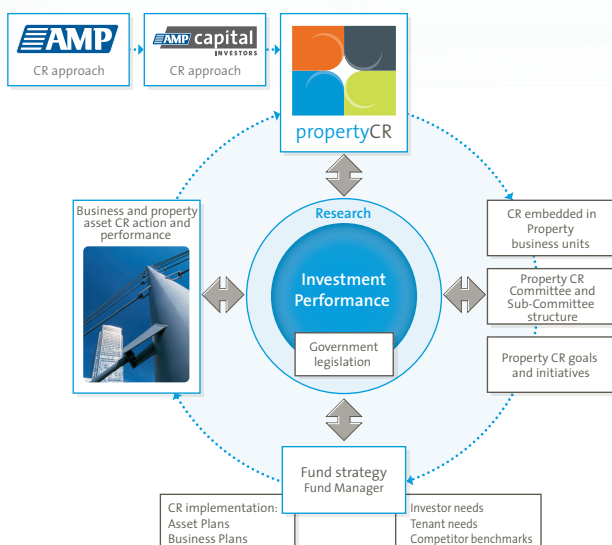 AMP
CR approach
AMP capital
INVESTORS
CR approach
propertyCR
Research
Investment
Performance
Government
legislation
Business and property
asset CR action and
performance
CR embedded in
Property
business units
Property CR
Committee and
Sub-Committee
structure
Property CR goals
and initiatives
Fund strategy
Fund Manager
CR implementation:
Asset Plans
Business Plans
Investor needs
Tenant needs
Competitor benchmarks